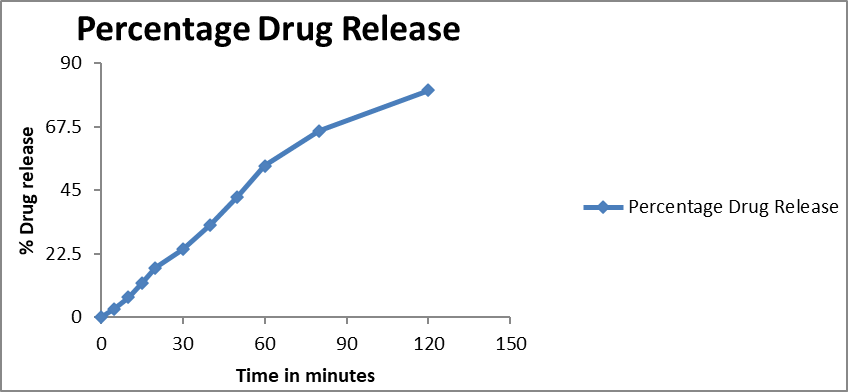 Percentage Drug Release
90
67.5
45
22.5
0
% Drug release
0 30 60 90 120 150
Time in minutes
Percentage Drug Release